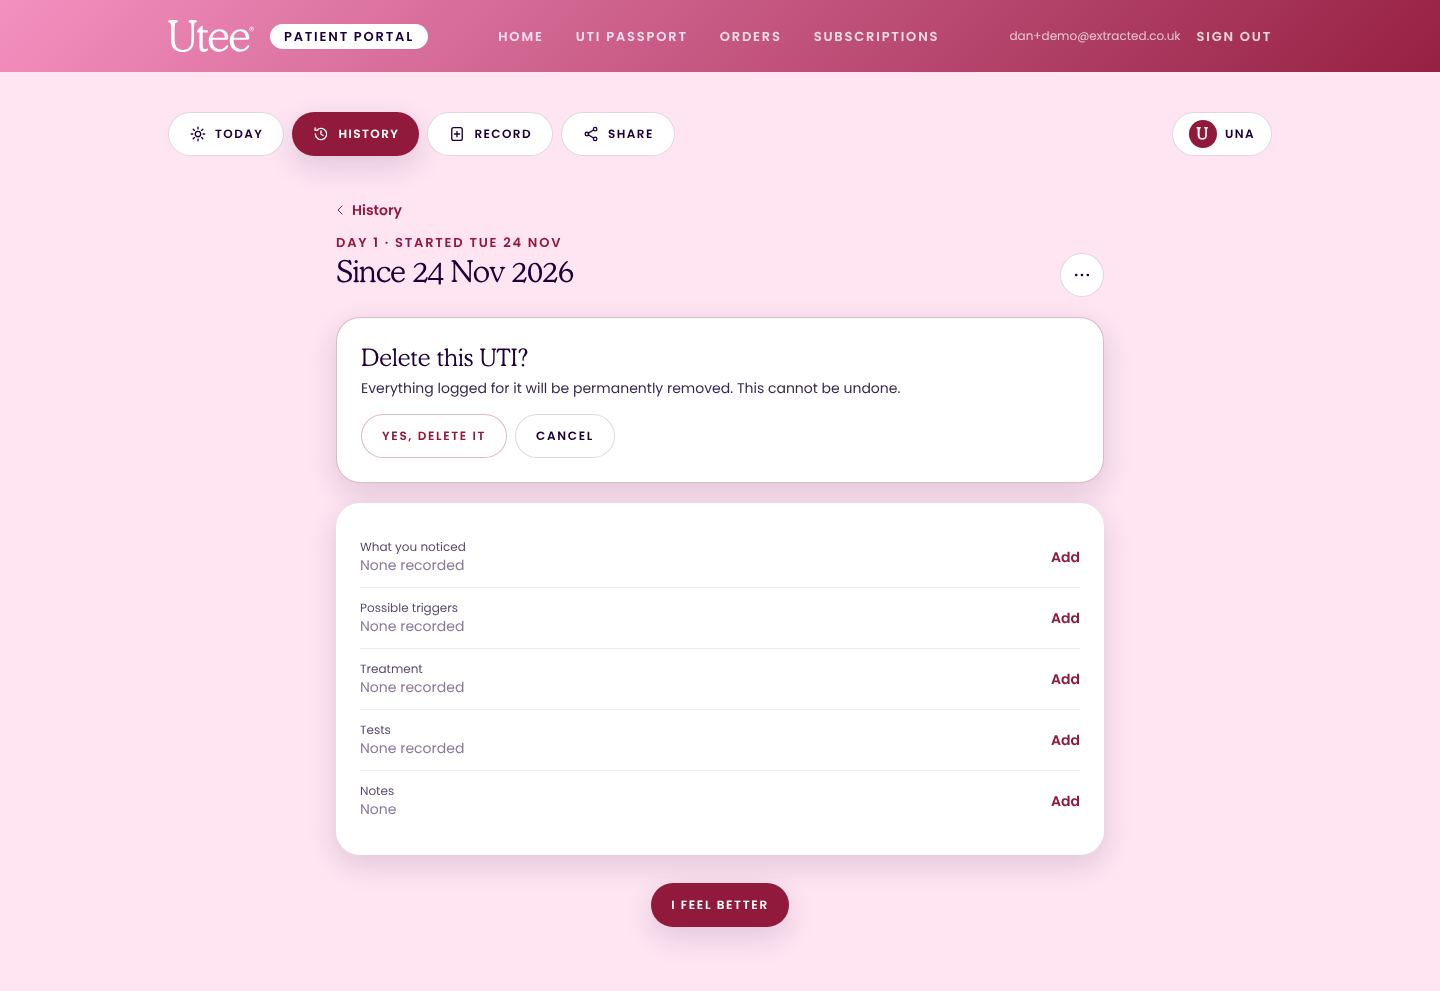 Utee®
PATIENT PORTAL
HOME
UTI PASSPORT
ORDERS
SUBSCRIPTIONS
dan+demo@extracted.co.uk
SIGN OUT
TODAY
HISTORY
RECORD
SHARE
U
UNA
History
DAY 1 · STARTED TUE 24 NOV
Since 24 Nov 2026
Delete this UTI?
Everything logged for it will be permanently removed. This cannot be undone.
YES, DELETE IT
CANCEL
What you noticed
None recorded
Add
Possible triggers
None recorded
Add
Treatment
None recorded
Add
Tests
None recorded
Add
Notes
None
Add
I FEEL BETTER